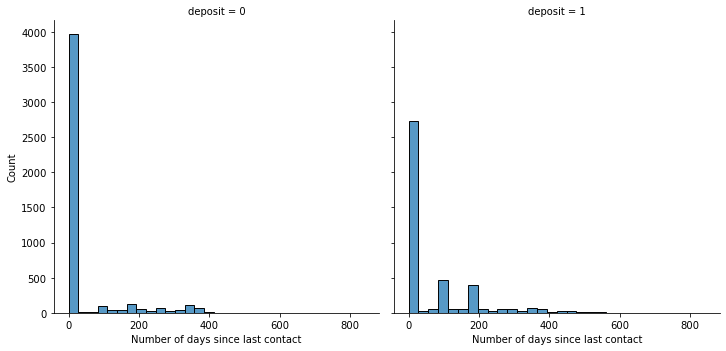 deposit = 0
deposit = 1
4000
3500
3000
2500
2000
1500
1000
500
0
Count
0 200 400 600 800
0 200 400 600 800
Number of days since last contact
Number of days since last contact